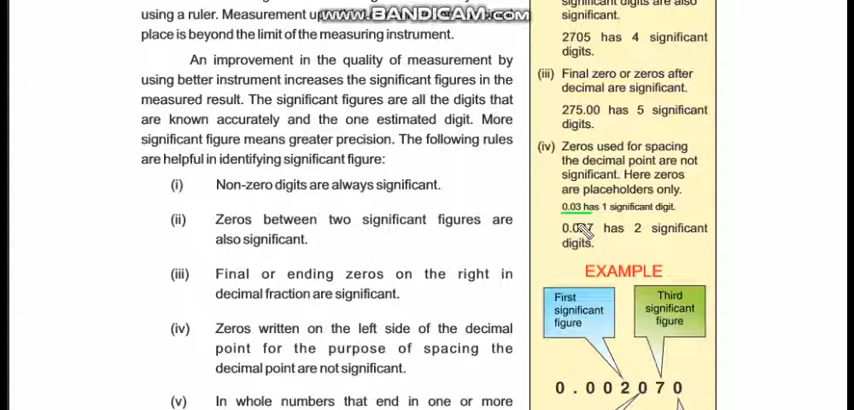 using a ruler. Measurement
place is beyond the limit of the measuring instrument.
www.BANDICAM.com
An improvement in the quality of measurement by
using better instrument increases the significant figures in the
measured result. The significant figures are all the digits that
are known accurately and the one estimated digit. More
significant figure means greater precision. The following rules
are helpful in identifying significant figure:
(i) Non-zero digits are always significant.
(ii) Zeros between two significant figures are
also significant.
(iii) Final or ending zeros on the right in
decimal fraction are significant.
(iv) Zeros written on the left side of the decimal
point for the purpose of spacing the
decimal point are not significant.
(v) In whole numbers that end in one or more
significant digits are also
significant.
2705 has 4 significant
digits.
(iii) Final zero or zeros after
decimal are significant.
275.00 has 5 significant
digits.
(iv) Zeros used for spacing
the decimal point are not
significant. Here zeros
are placeholders only.
0.03 has 1 significant digit.
has 2 significant
digits.
EXAMPLE
First
significant
figure
Third
significant
figure
0.002070